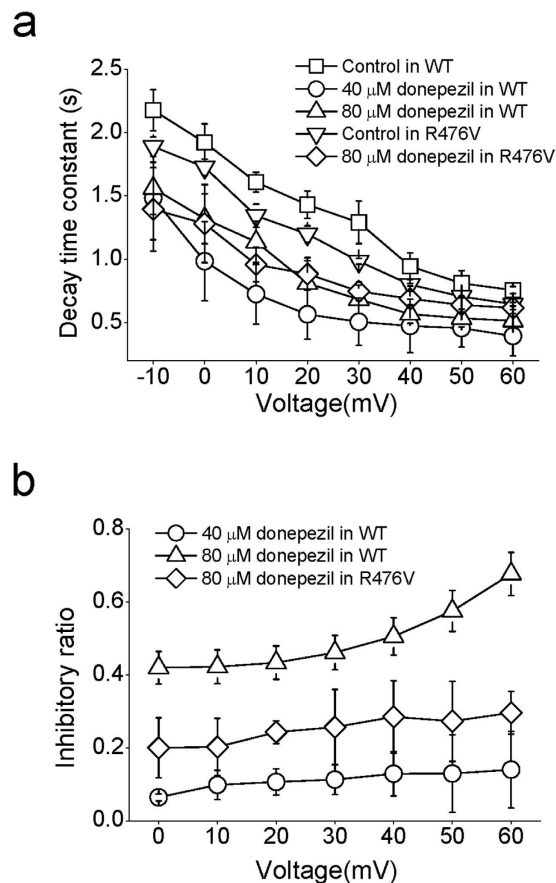 a
Decay time constant (s)
2.5
2.0
1.5
1.0
0.5
Control in WT
40 μM donepezil in WT
80 μM donepezil in WT
Control in R476V
80 μM donepezil in R476V
-10 0 10 20 30 40 50 60
Voltage(mV)
b
Inhibitory ratio
0.8
0.6
0.4
0.2
0.0
40 μM donepezil in WT
80 μM donepezil in WT
80 μM donepezil in R476V
0 10 20 30 40 50 60
Voltage(mV)